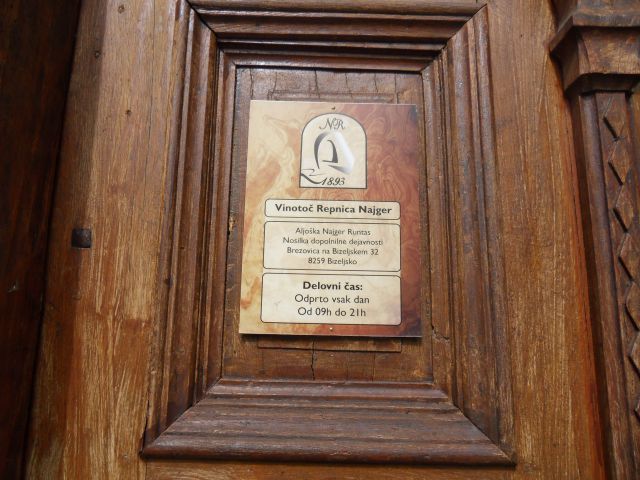 NR
1893
Vinotoč Repnica Najger
Aljoška Najger Runtas
Nosilka dopolnilne dejavnosti
Brezovica na Bizeljskem 32
8259 Bizeljsko
Delovni čas:
Odprto vsak dan
Od 09h do 21h